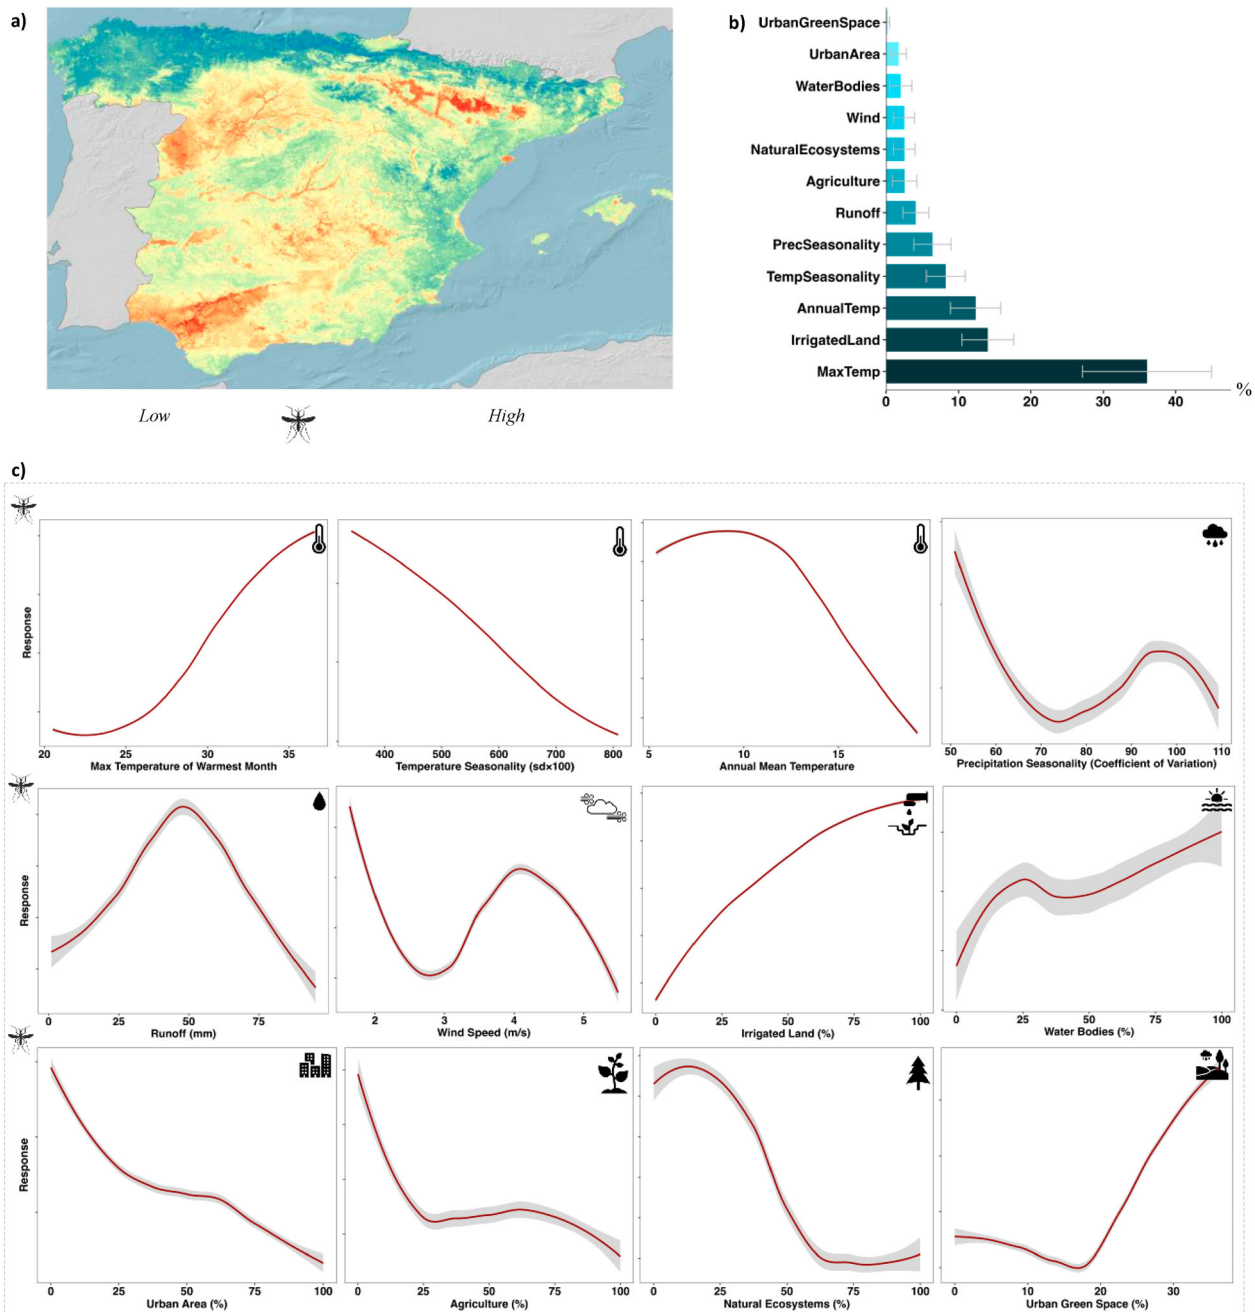 a)
Low
High
b)
UrbanGreenSpace
UrbanArea
WaterBodies
Wind
NaturalEcosystems
Agriculture
Runoff
PrecSeasonality
TempSeasonality
AnnualTemp
IrrigatedLand
MaxTemp
0 10 20 30 40 %
c)
Response
20 25 30 35
Max Temperature of Warmest Month
400 500 600 700 800
Temperature Seasonality (sd×100)
5 10 15
Annual Mean Temperature
50 60 70 80 90 100 110
Precipitation Seasonality (Coefficient of Variation)
Response
0 25 50 75
Runoff (mm)
2 3 4 5
Wind Speed (m/s)
0 25 50 75 100
Irrigated Land (%)
0 25 50 75 100
Water Bodies (%)
Response
0 25 50 75 100
Urban Area (%)
0 25 50 75 100
Agriculture (%)
0 25 50 75 100
Natural Ecosystems (%)
0 10 20 30
Urban Green Space (%)